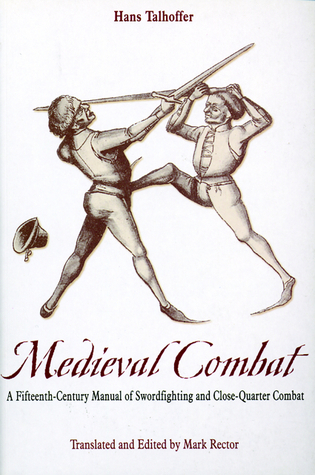 Hans Talhoffer
Medieval Combat
A Fifteenth-Century Manual of Swordfighting and Close-Quarter Combat
Translated and Edited by Mark Rector